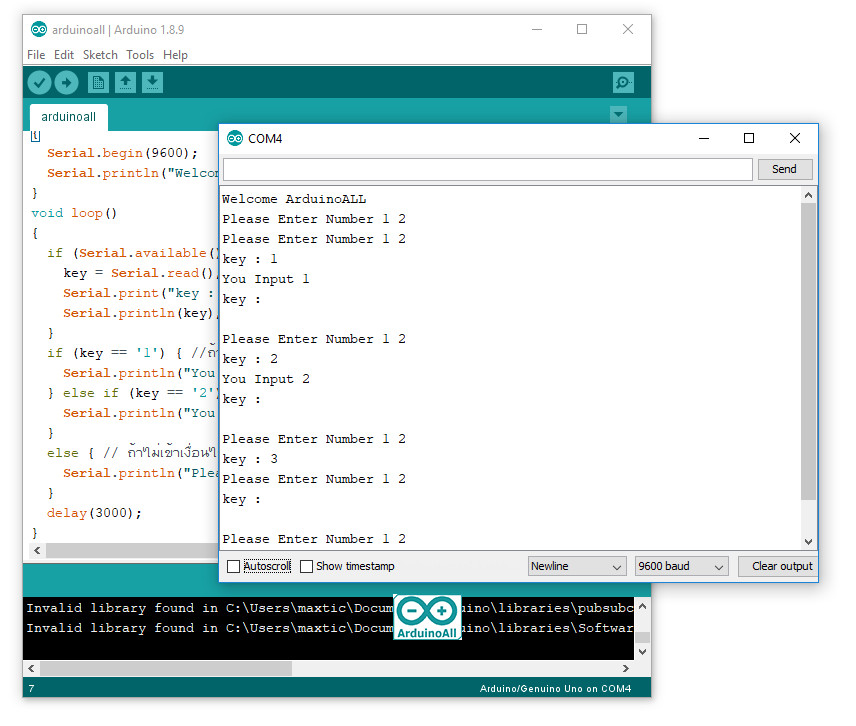 arduinoall | Arduino 1.8.9
File Edit Sketch Tools Help
arduinoall
{
Serial.begin(9600);
Serial.println("Welcom
}
void loop()
{
if (Serial.available()
key = Serial.read()
Serial.print("key :
Serial.println(key)
}
if (key == '1') { //ถ้า
Serial.println("You
} else if (key == '2')
Serial.println("You
}
else { // ถ้าไม่เข้าเงื่อนไ
Serial.println("Plea
}
delay(3000);
}
COM4
Send
Welcome ArduinoALL
Please Enter Number 1 2
Please Enter Number 1 2
key : 1
You Input 1
key :
Please Enter Number 1 2
key : 2
You Input 2
key :
Please Enter Number 1 2
key : 3
Please Enter Number 1 2
key :
Please Enter Number 1 2
Autoscroll Show timestamp Newline 9600 baud Clear output
Invalid library found in C:\Users\maxtic\Docum uino\libraries\pubsubc
Invalid library found in C:\Users\maxtic\Docum uino\libraries\Softwar
ArduinoAll
7 Arduino/Genuino Uno on COM4